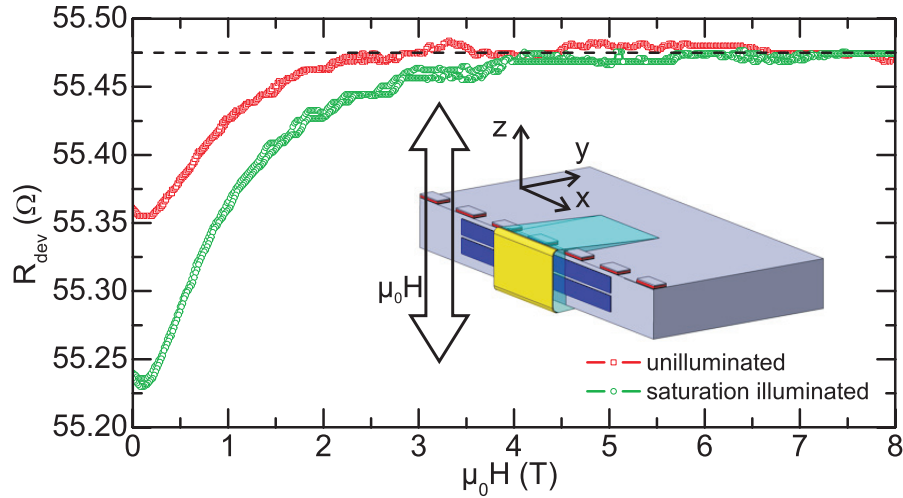 55.50
55.45
55.40
55.35
55.30
55.25
55.20
R_dev (Ω)
z
y
x
μ₀H
unilluminated
saturation illuminated
0 1 2 3 4 5 6 7 8
μ₀H (T)